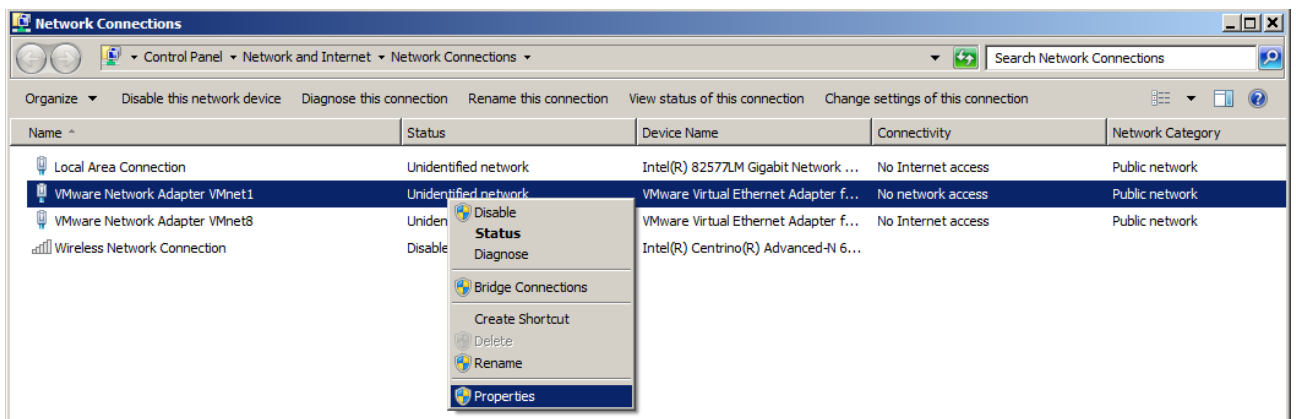 Network Connections
Control Panel Network and Internet Network Connections Search Network Connections
Organize Disable this network device Diagnose this connection Rename this connection View status of this connection Change settings of this connection
Name Status Device Name Connectivity Network Category
Local Area Connection Unidentified network Intel(R) 82577LM Gigabit Network ... No Internet access Public network
VMware Network Adapter VMnet1 Unidentified network VMware Virtual Ethernet Adapter f... No network access Public network
VMware Network Adapter VMnet8 Uniden VMware Virtual Ethernet Adapter f... No Internet access Public network
Wireless Network Connection Disable Intel(R) Centrino(R) Advanced-N 6...
Disable
Status
Diagnose
Bridge Connections
Create Shortcut
Delete
Rename
Properties